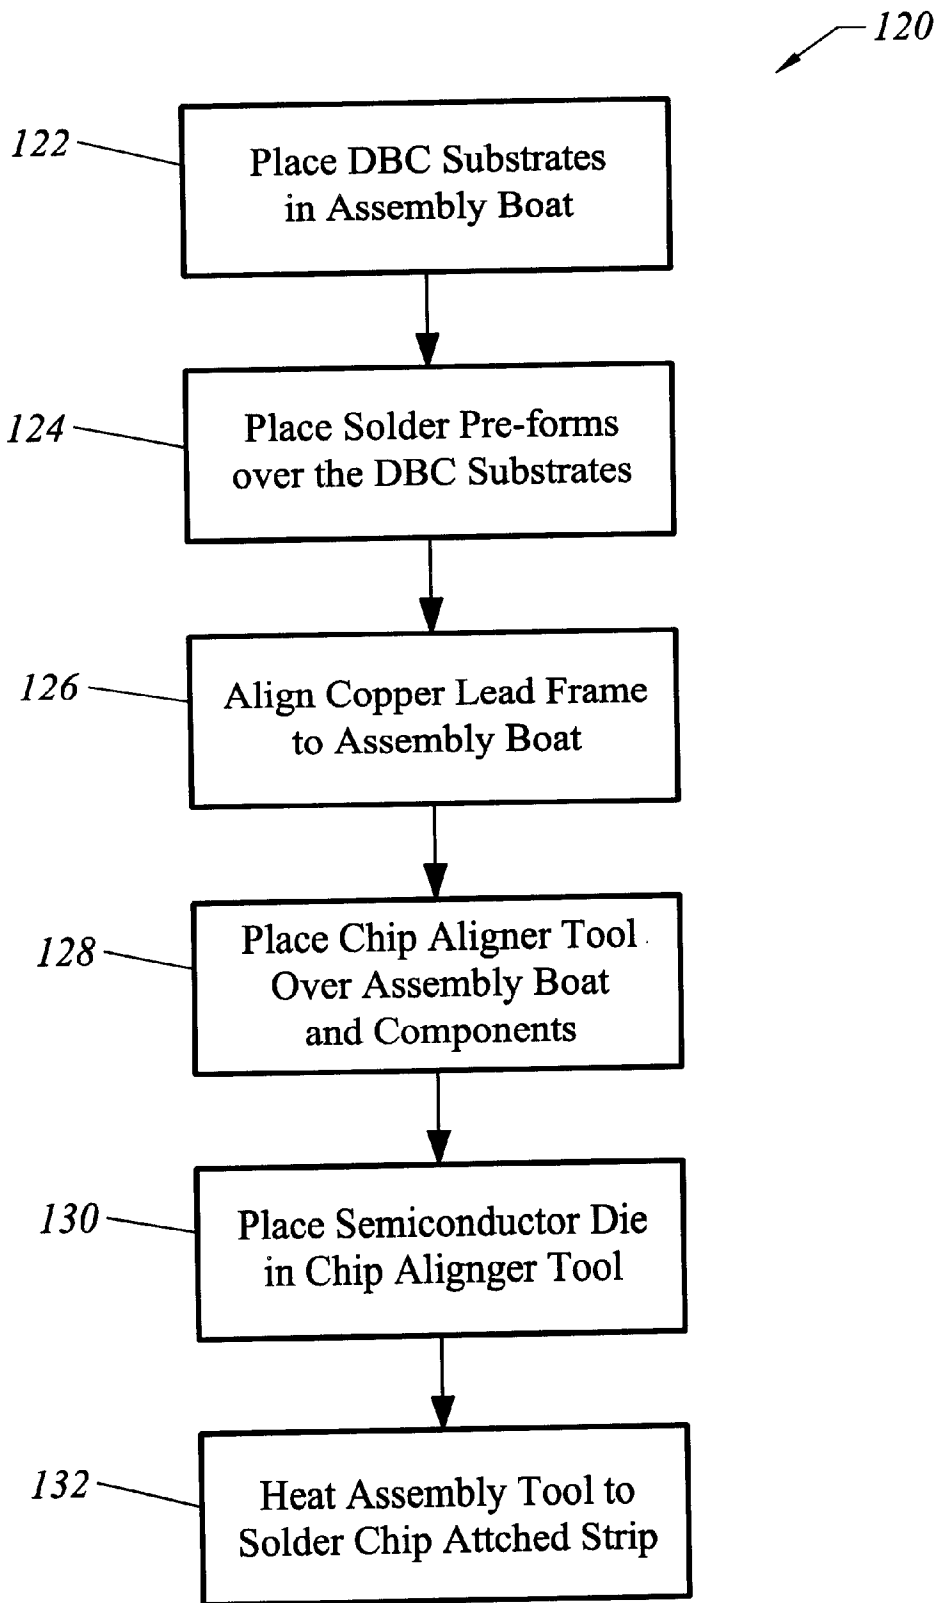 120
122
Place DBC Substrates
in Assembly Boat
124
Place Solder Pre-forms
over the DBC Substrates
126
Align Copper Lead Frame
to Assembly Boat
128
Place Chip Aligner Tool
Over Assembly Boat
and Components
130
Place Semiconductor Die
in Chip Alignger Tool
132
Heat Assembly Tool to
Solder Chip Attched Strip